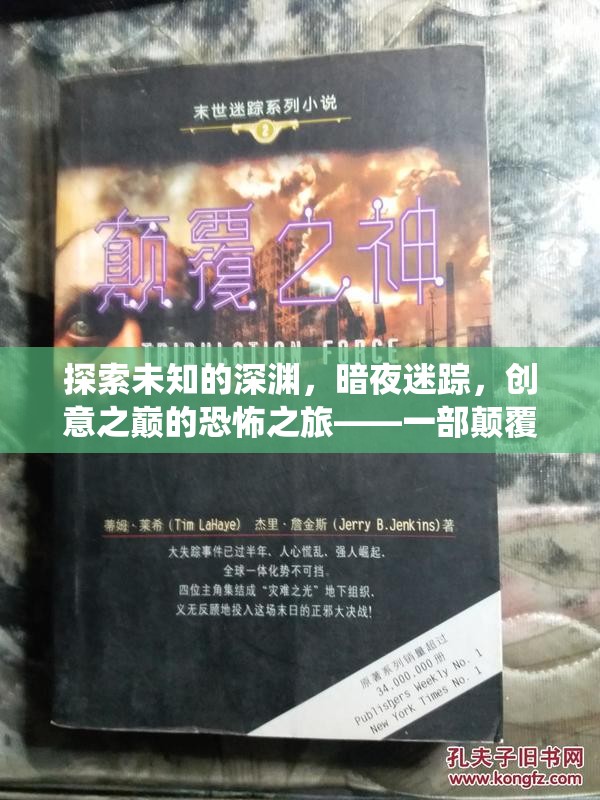 末世迷踪系列小说
2
颠覆之神
TRIBULATION FORCE
探索未知的深渊，暗夜迷踪，创
意之巅的恐怖之旅——一部颠覆
蒂姆·莱希（Tim LaHaye） 杰里·詹金斯（Jerry B.Jenkins）著
大失踪事件已过半年、人心慌乱、强人崛起、
全球一体化势不可挡。
四位主角集结成“灾难之光”地下组织、
义无反顾地投入这场末日的正邪大决战！
原著系列销量超过
34,000,000册
Publishers Weekly No. 1
New York Times No. 1
孔夫子旧书网
www.kongfz.com